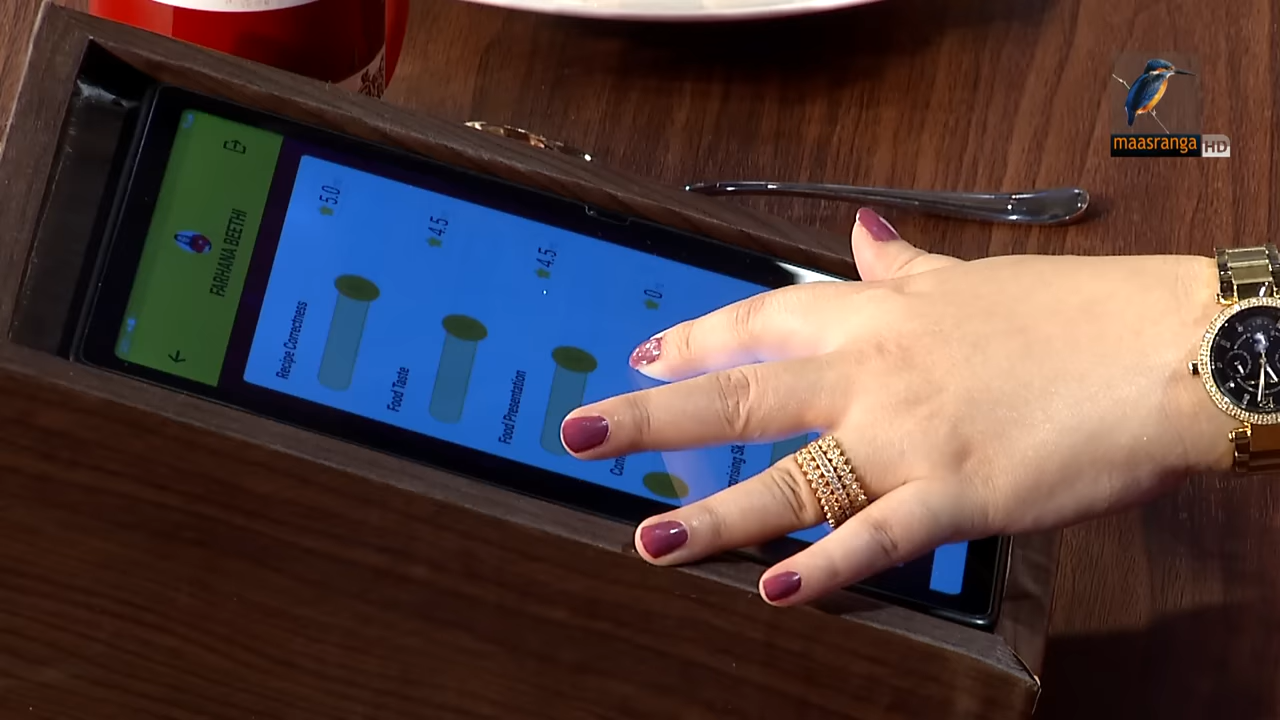 maasranga HD
FARHANA BEETHI
Recipe Correctness
5.0
Food Taste
4.5
Food Presentation
4.5
0